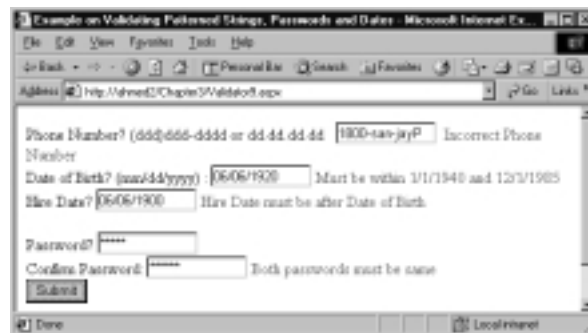 Example on Validating Patterned Strings, Passwords and Dates - Microsoft Internet Ex...
File Edit View Favorites Tools Help
Back Personal Bar Search Favorites
Address http://ahmed2/Chapter3/Validator9.aspx Go Links
Phone Number? (ddd)ddd-dddd or dd dd dd dd 1800-san-jayP Incorrect Phone
Number
Date of Birth? (mm/dd/yyyy) : 06/06/1920 Must be within 1/1/1940 and 12/1/1985
Hire Date? 06/06/1900 Hire Date must be after Date of Birth
Password? *****
Confirm Password: ****** Both passwords must be same
Submit
Done Local intranet